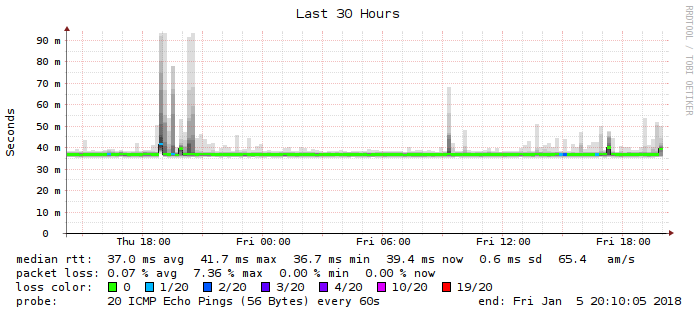 Last 30 Hours
RRDTOOL / TOBI OETIKER
Seconds
90 m
80 m
70 m
60 m
50 m
40 m
30 m
20 m
10 m
0
Thu 18:00 Fri 00:00 Fri 06:00 Fri 12:00 Fri 18:00
median rtt: 37.0 ms avg 41.7 ms max 36.7 ms min 39.4 ms now 0.6 ms sd 65.4 am/s
packet loss: 0.07 % avg 7.36 % max 0.00 % min 0.00 % now
loss color: 0 1/20 2/20 3/20 4/20 10/20 19/20
probe: 20 ICMP Echo Pings (56 Bytes) every 60s end: Fri Jan 5 20:10:05 2018